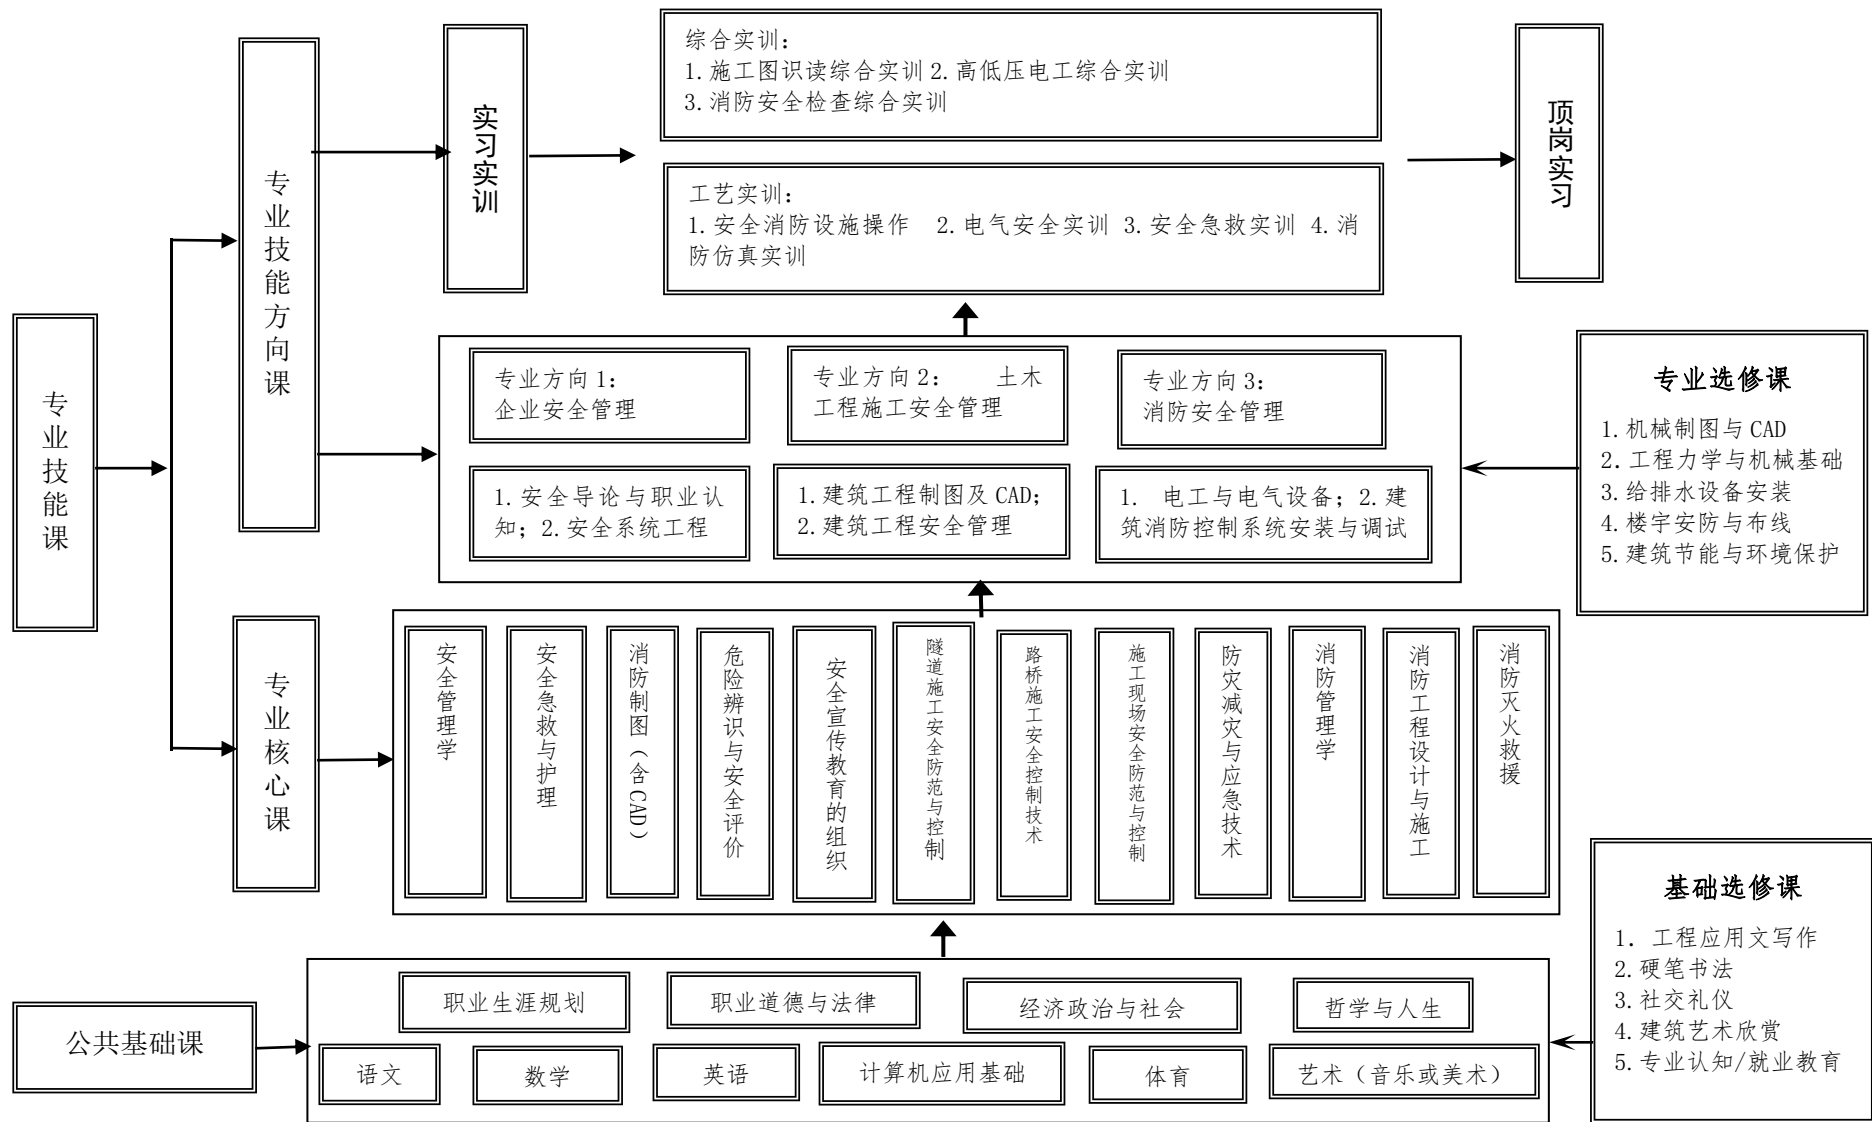 综合实训：
1.施工图识读综合实训 2.高低压电工综合实训
3.消防安全检查综合实训
实习实训
顶岗实习
工艺实训：
1.安全消防设施操作 2.电气安全实训 3.安全急救实训 4.消
防仿真实训
专业技能方向课
专业技能课
专业方向 1：
企业安全管理
专业方向 2： 土木
工程施工安全管理
专业方向 3：
消防安全管理
1.安全导论与职业认
知；2.安全系统工程
1.建筑工程制图及 CAD；
2.建筑工程安全管理
1. 电工与电气设备；2.建
筑消防控制系统安装与调试
专业选修课
1.机械制图与 CAD
2.工程力学与机械基础
3.给排水设备安装
4.楼宇安防与布线
5.建筑节能与环境保护
专业核心课
安全管理学
安全急救与护理
消防制图（含 CAD）
危险辨识与安全评价
安全宣传教育的组织
隧道施工安全防范与控制
路桥施工安全控制技术
施工现场安全防范与控制
防灾减灾与应急技术
消防管理学
消防工程设计与施工
消防灭火救援
基础选修课
1. 工程应用文写作
2.硬笔书法
3.社交礼仪
4.建筑艺术欣赏
5.专业认知/就业教育
公共基础课
职业生涯规划
职业道德与法律
经济政治与社会
哲学与人生
语文
数学
英语
计算机应用基础
体育
艺术（音乐或美术）